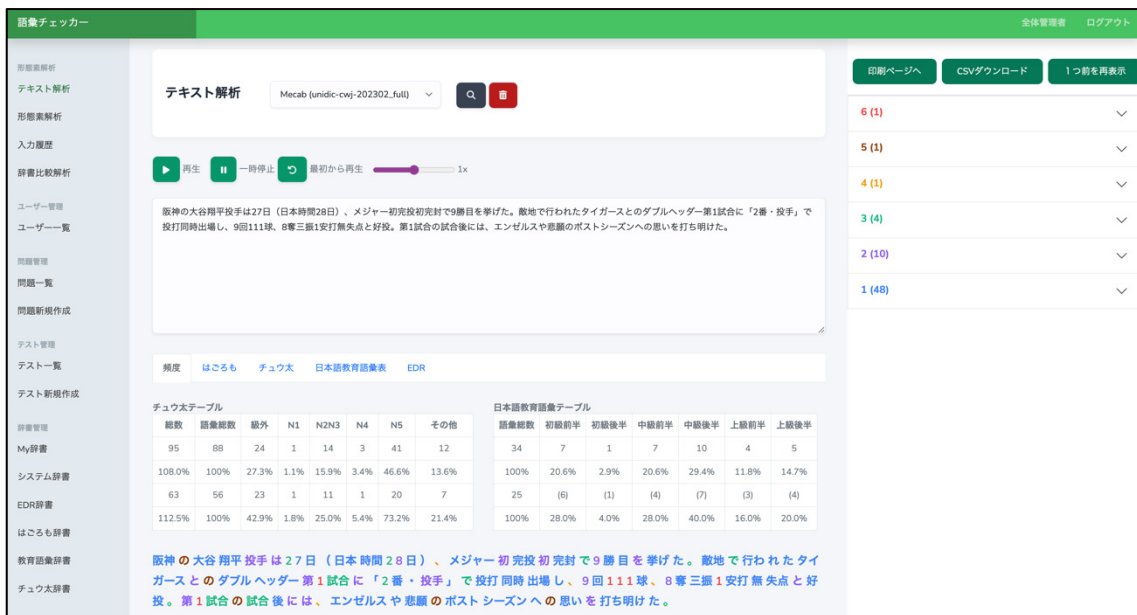 語彙チェッカー
全体管理者 ログアウト
形態素解析
テキスト解析
形態素解析
入力履歴
辞書比較解析
ユーザー管理
ユーザー一覧
問題管理
問題一覧
問題新規作成
テスト管理
テスト一覧
テスト新規作成
辞書管理
My辞書
システム辞書
EDR辞書
はごろも辞書
教育語彙辞書
チュウ太辞書
テキスト解析 Mecab (unidic-cwj-202302_full)
再生 一時停止 最初から再生 1x
阪神の大谷翔平投手は27日（日本時間28日）、メジャー初完投初完封で9勝目を挙げた。敵地で行われたタイガースとのダブルヘッダー第1試合に「2番・投手」で
投打同時出場し、9回111球、8奪三振1安打無失点と好投。第1試合の試合後には、エンゼルスや悲願のポストシーズンへの思いを打ち明けた。
頻度 はごろも チュウ太 日本語教育語彙表 EDR
チュウ太テーブル
総数 語彙総数 級外 N1 N2N3 N4 N5 その他
95 88 24 1 14 3 41 12
108.0% 100% 27.3% 1.1% 15.9% 3.4% 46.6% 13.6%
63 56 23 1 11 1 20 7
112.5% 100% 42.9% 1.8% 25.0% 5.4% 73.2% 21.4%
日本語教育語彙テーブル
語彙総数 初級前半 初級後半 中級前半 中級後半 上級前半 上級後半
34 7 1 7 10 4 5
100% 20.6% 2.9% 20.6% 29.4% 11.8% 14.7%
25 (6) (1) (4) (7) (3) (4)
100% 28.0% 4.0% 28.0% 40.0% 16.0% 20.0%
阪神 の 大谷 翔平 投手 は 2 7 日 （ 日本 時間 2 8 日 ） 、 メジャー 初 完投 初 完封 で 9 勝 目 を 挙げ た 。 敵地 で 行わ れ た タイ
ガース と の ダブル ヘッダー 第 1 試合 に 「 2 番 ・ 投手 」 で 投打 同時 出場 し 、 9 回 1 1 1 球 、 8 奪 三振 1 安打 無 失点 と 好
投 。 第 1 試合 の 試合 後 に は 、 エンゼルス や 悲願 の ポスト シーズン へ の 思い を 打ち明け た 。
印刷ページへ CSVダウンロード 1つ前を再表示
6 (1)
5 (1)
4 (1)
3 (4)
2 (10)
1 (48)